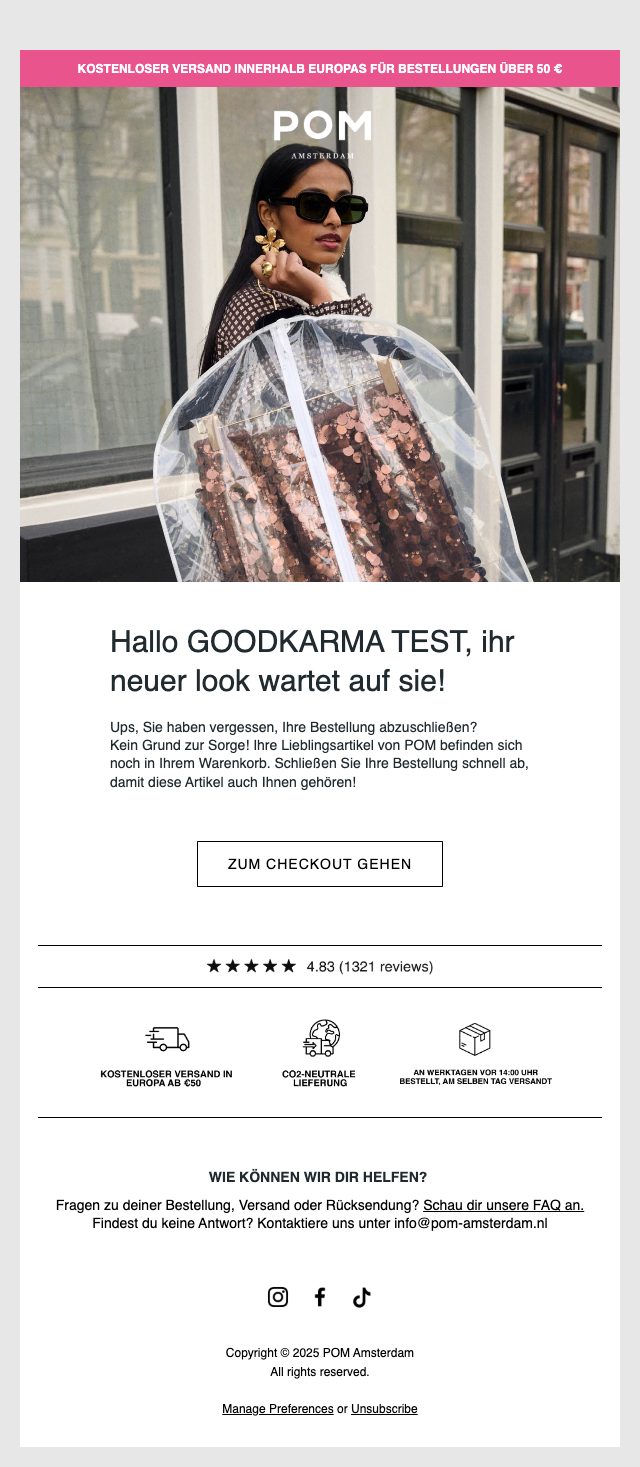 KOSTENLOSER VERSAND INNERHALB EUROPAS FÜR BESTELLUNGEN ÜBER 50 €
POM
AMSTERDAM
Hallo GOODKARMA TEST, ihr
neuer look wartet auf sie!
Ups, Sie haben vergessen, Ihre Bestellung abzuschließen?
Kein Grund zur Sorge! Ihre Lieblingsartikel von POM befinden sich
noch in Ihrem Warenkorb. Schließen Sie Ihre Bestellung schnell ab,
damit diese Artikel auch Ihnen gehören!
ZUM CHECKOUT GEHEN
★★★★★ 4.83 (1321 reviews)
KOSTENLOSER VERSAND IN
EUROPA AB €50
CO2-NEUTRALE
LIEFERUNG
AN WERKTAGEN VOR 14:00 UHR
BESTELLT, AM SELBEN TAG VERSANDT
WIE KÖNNEN WIR DIR HELFEN?
Fragen zu deiner Bestellung, Versand oder Rücksendung? Schau dir unsere FAQ an.
Findest du keine Antwort? Kontaktiere uns unter info@pom-amsterdam.nl
Copyright © 2025 POM Amsterdam
All rights reserved.
Manage Preferences or Unsubscribe